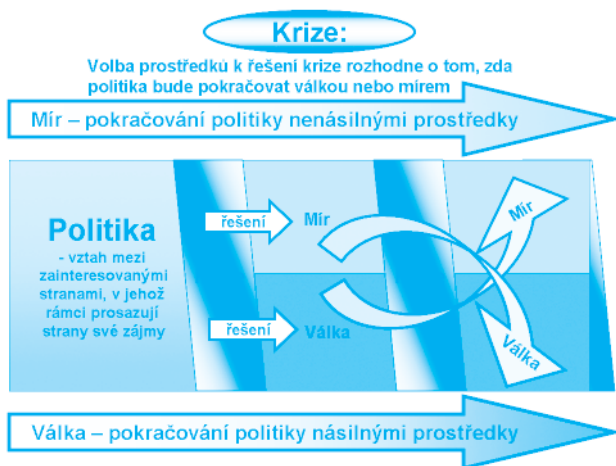 Krize:
Volba prostředků k řešení krize rozhodne o tom, zda
politika bude pokračovat válkou nebo mírem
Mír – pokračování politiky nenásilnými prostředky
Politika
- vztah mezi
zainteresovanými
stranami, v jehož
rámci prosazují
strany své zájmy
řešení
Mír
řešení
Válka
Mír
Válka
Válka – pokračování politiky násilnými prostředky